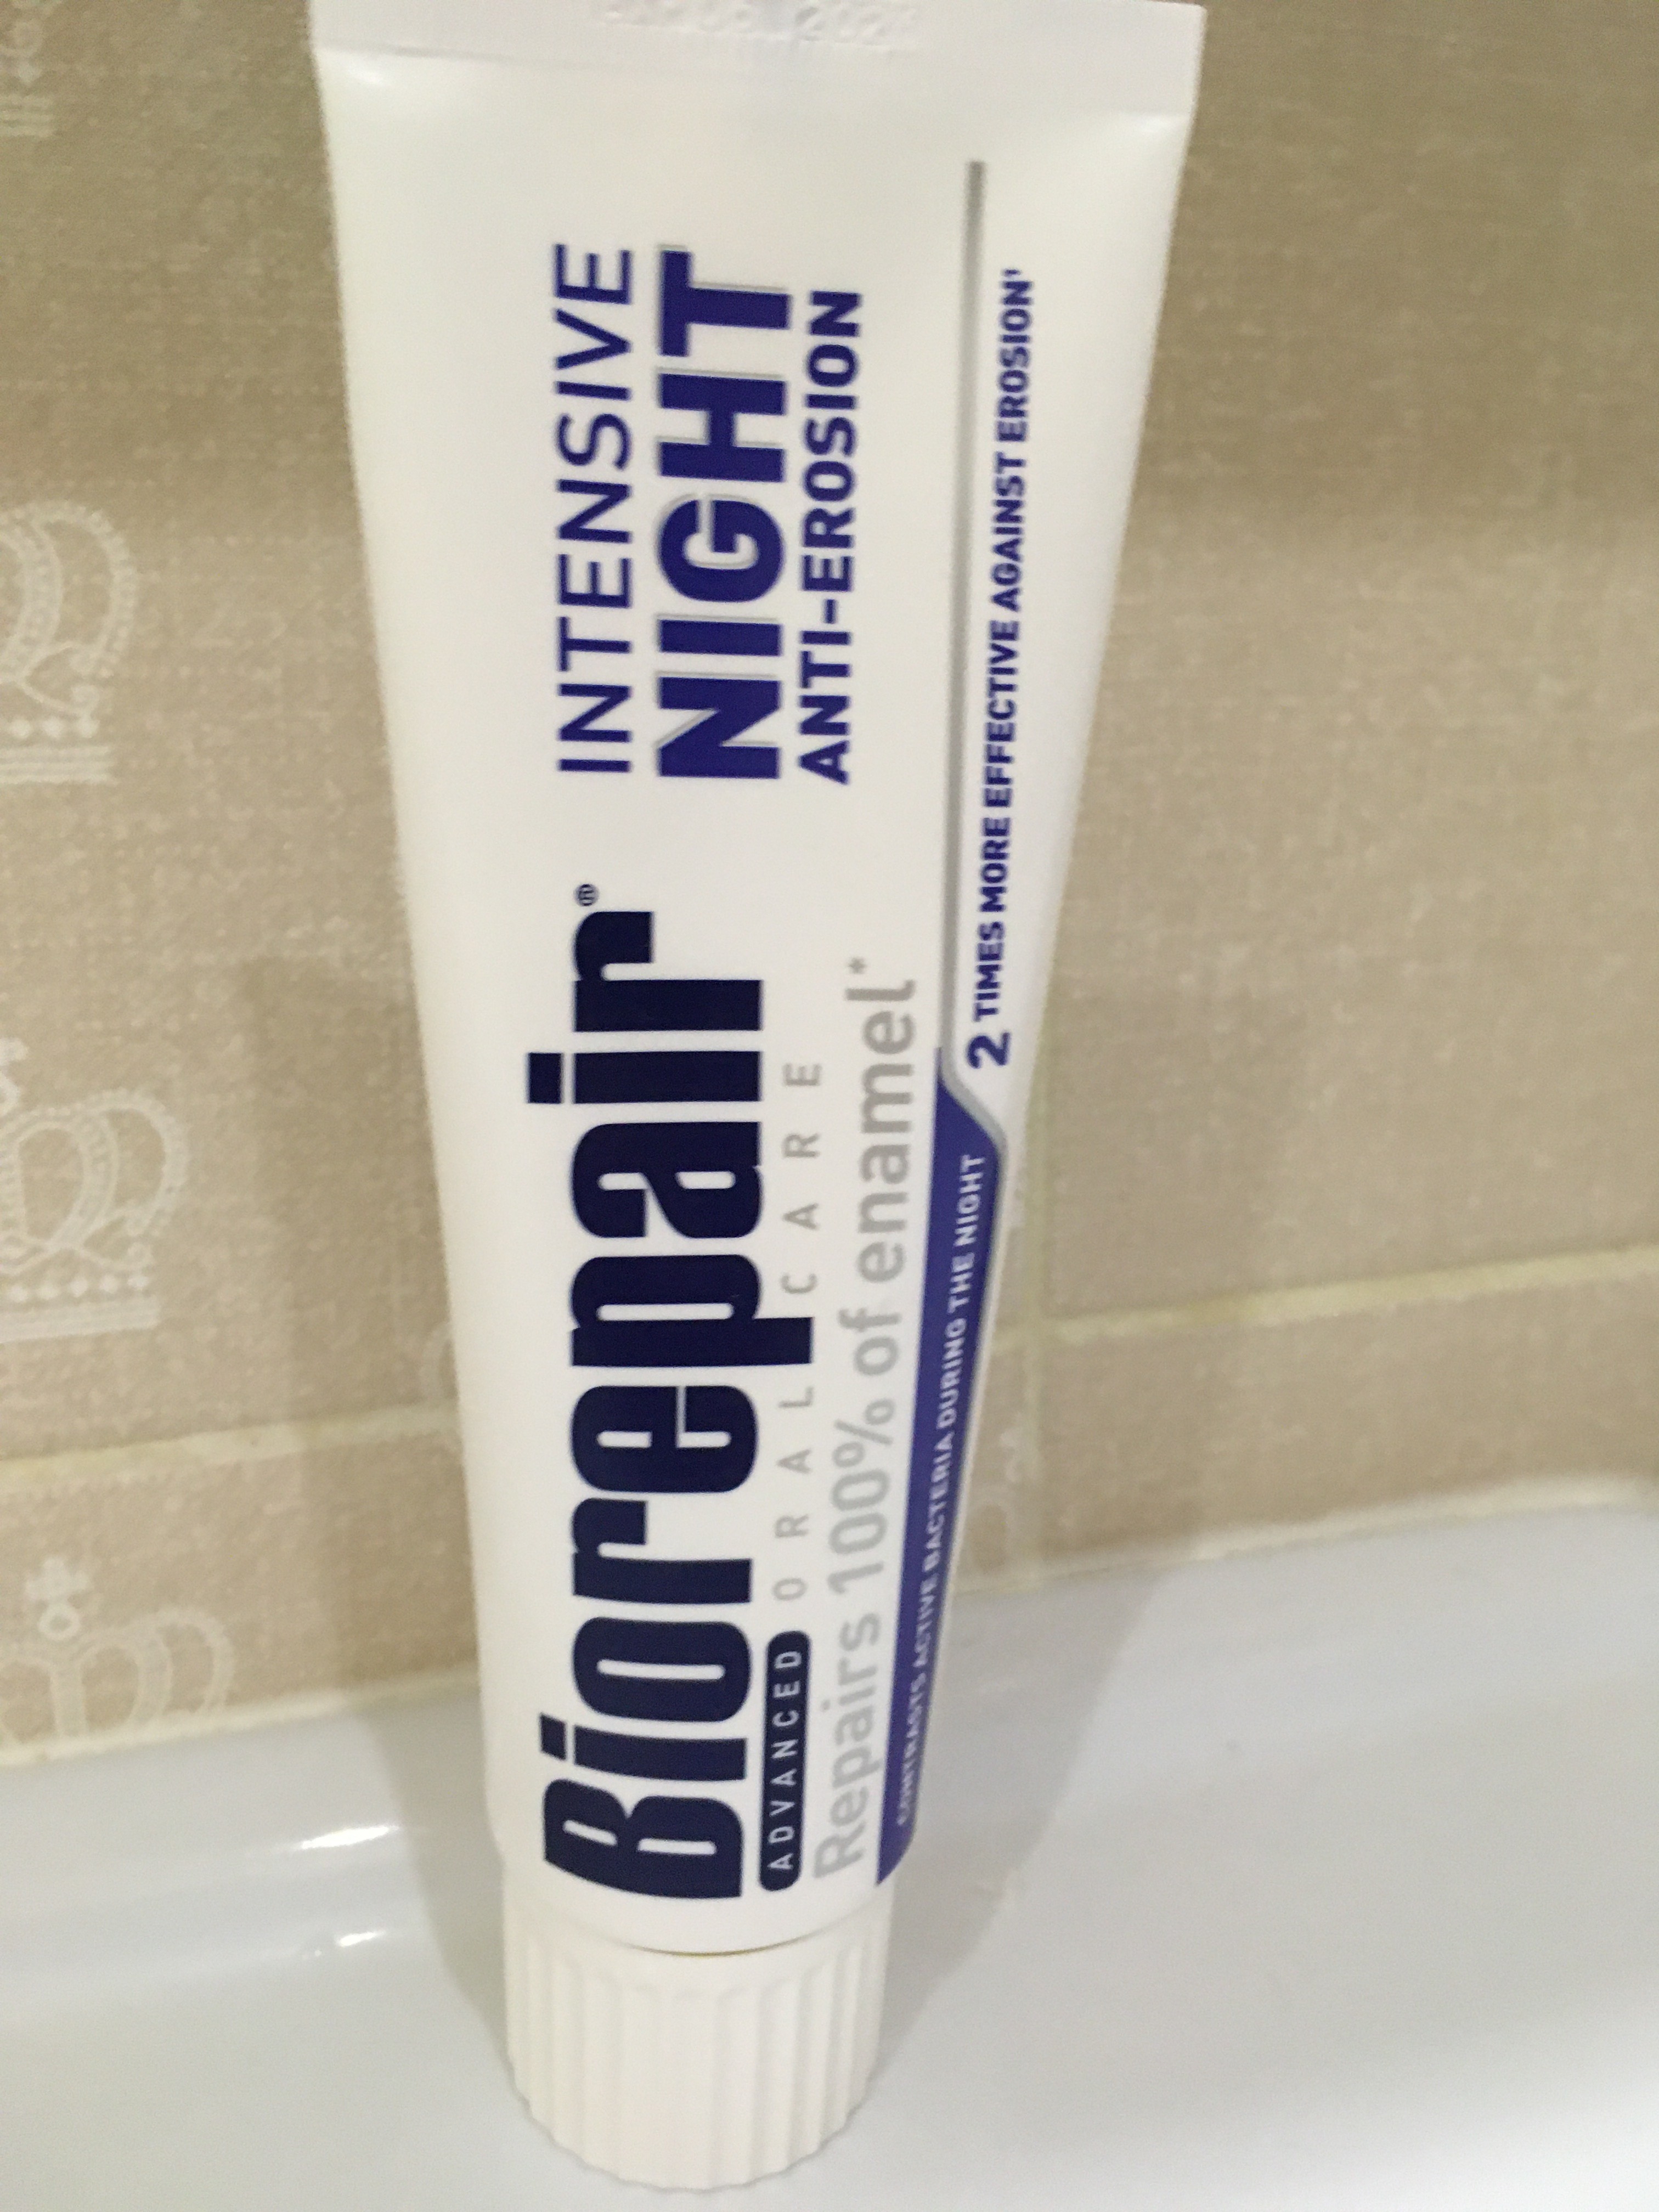 Biorepair®
ADVANCED ORAL CARE
Repairs 100% of enamel*
INTENSIVE
NIGHT
ANTI-EROSION
CONTRASTS ACTIVE BACTERIA DURING THE NIGHT
2 TIMES MORE EFFECTIVE AGAINST EROSION¹